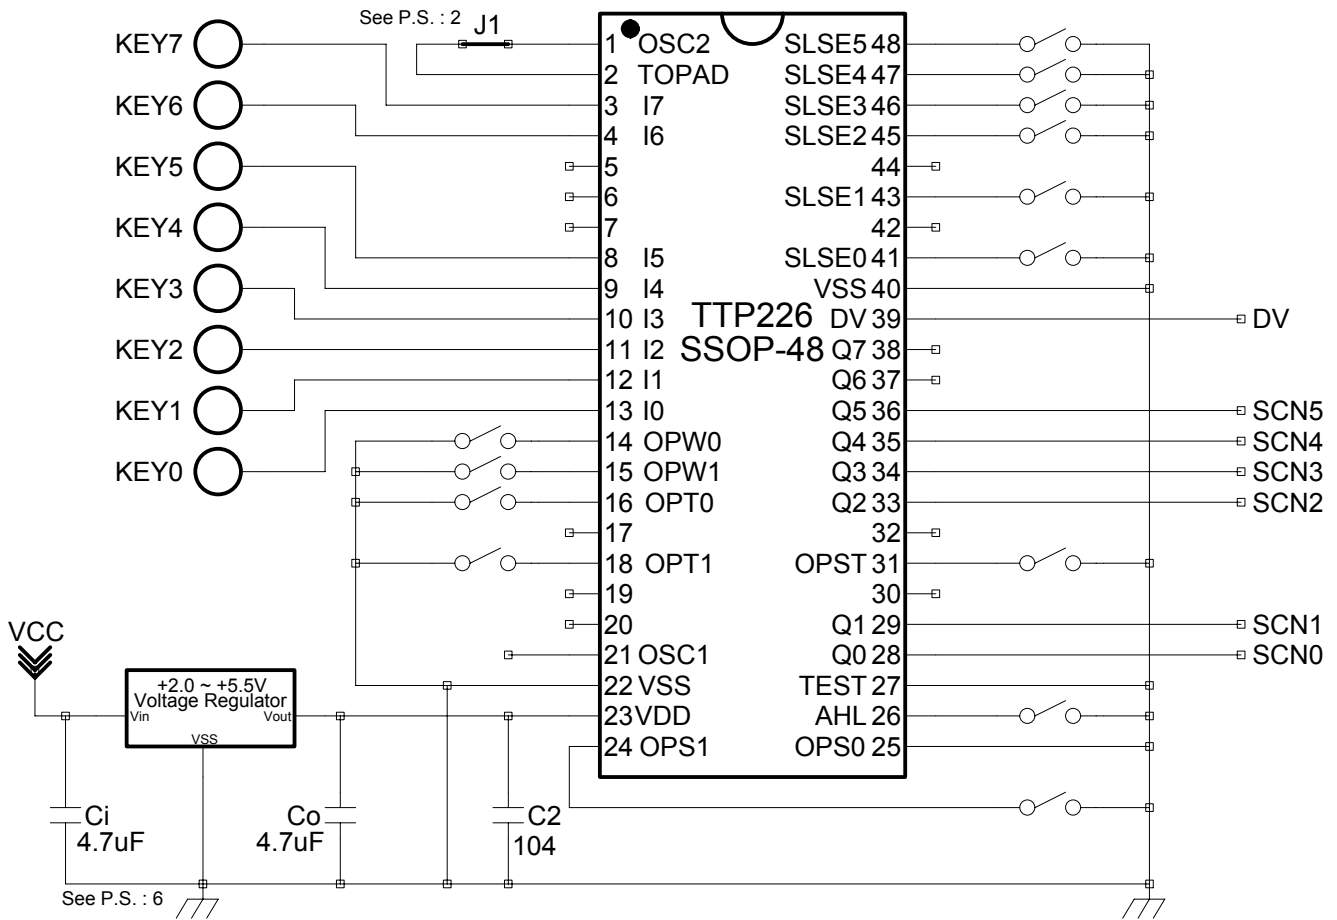 See P.S. : 2
J1
KEY7
KEY6
KEY5
KEY4
KEY3
KEY2
KEY1
KEY0
1 OSC2
2 TOPAD
3 I7
4 I6
5
6
7
8 I5
9 I4
10 I3
11 I2
12 I1
13 I0
14 OPW0
15 OPW1
16 OPT0
17
18 OPT1
19
20
21 OSC1
22 VSS
23 VDD
24 OPS1
TTP226
SSOP-48
SLSE5 48
SLSE4 47
SLSE3 46
SLSE2 45
44
SLSE1 43
42
SLSE0 41
VSS 40
DV 39
Q7 38
Q6 37
Q5 36
Q4 35
Q3 34
Q2 33
32
OPST 31
30
Q1 29
Q0 28
TEST 27
AHL 26
OPS0 25
DV
SCN5
SCN4
SCN3
SCN2
SCN1
SCN0
VCC
+2.0 ~ +5.5V
Voltage Regulator
Vin
Vout
VSS
Ci
4.7uF
Co
4.7uF
C2
104
See P.S. : 6